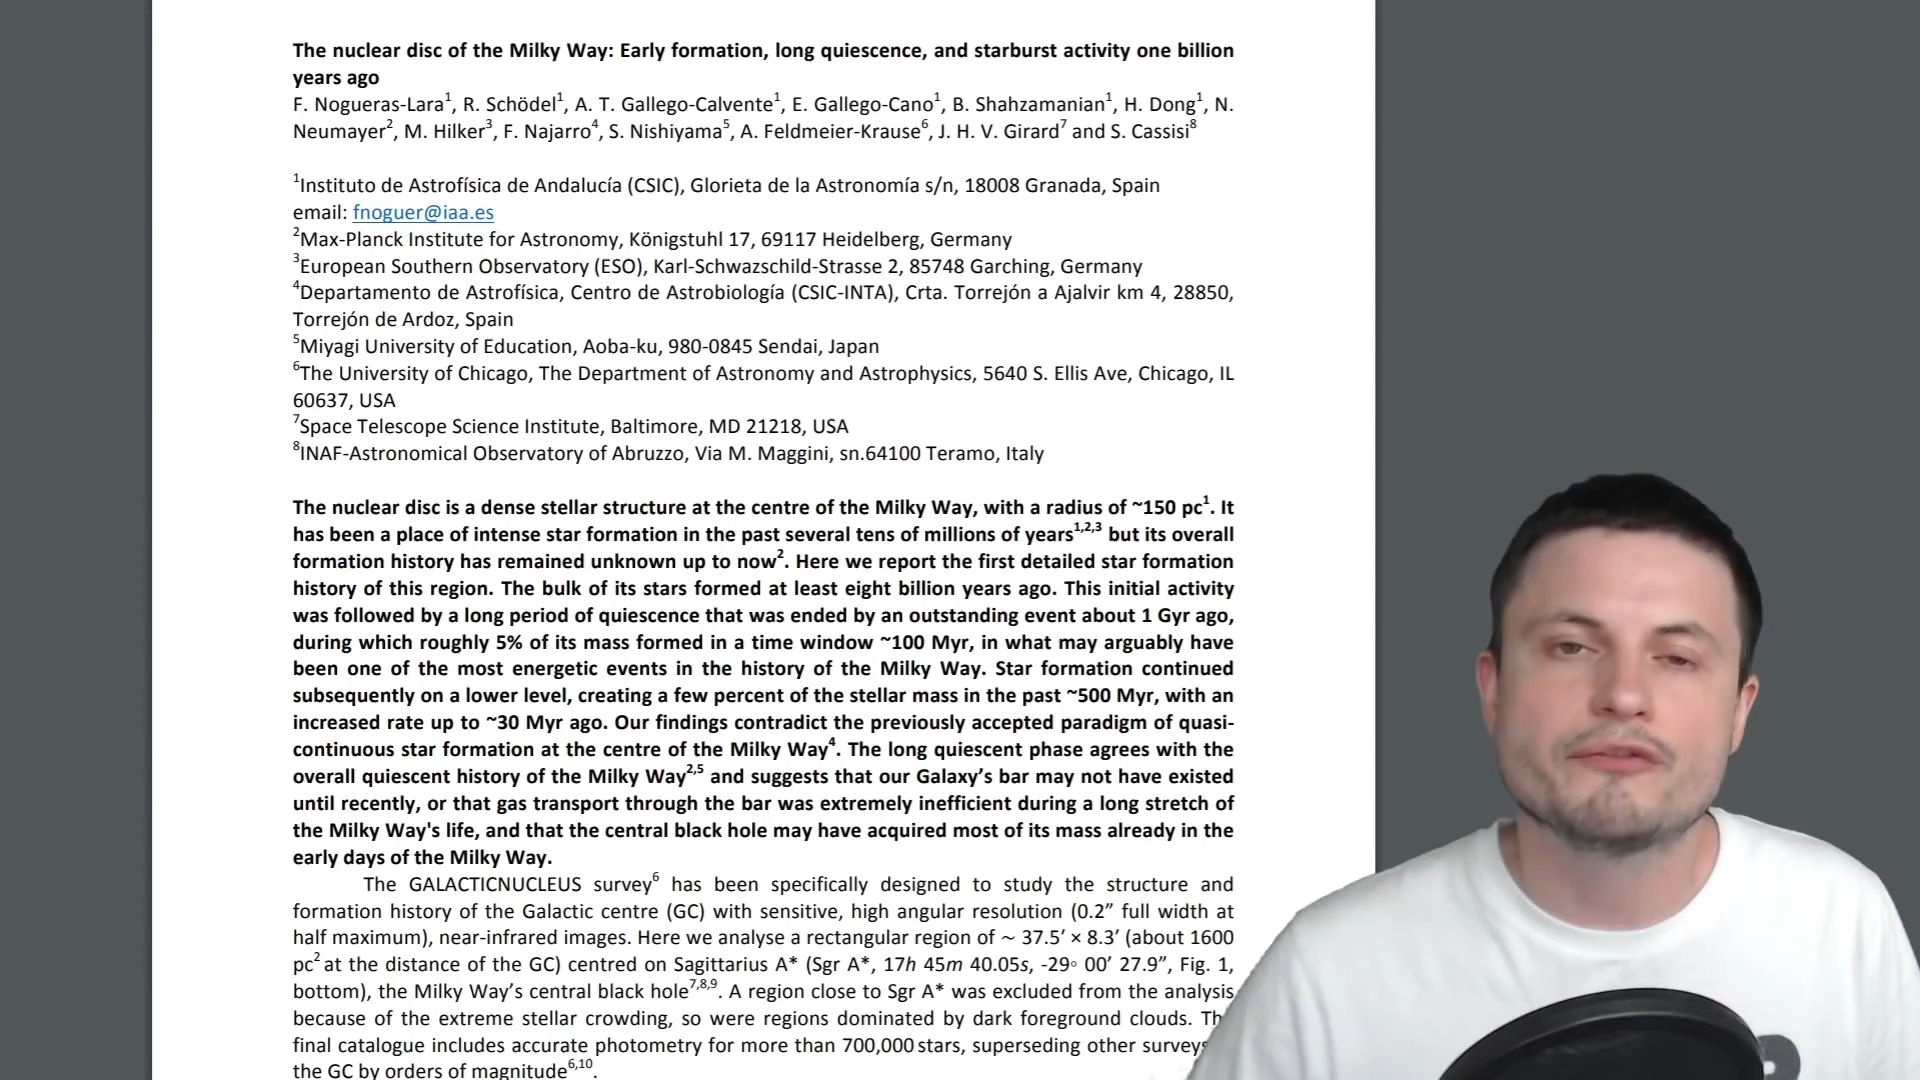 The nuclear disc of the Milky Way: Early formation, long quiescence, and starburst activity one billion
years ago
F. Nogueras-Lara1, R. Schödel1, A. T. Gallego-Calvente1, E. Gallego-Cano1, B. Shahzamanian1, H. Dong1, N.
Neumayer2, M. Hilker3, F. Najarro4, S. Nishiyama5, A. Feldmeier-Krause6, J. H. V. Girard7 and S. Cassisi8
1Instituto de Astrofísica de Andalucía (CSIC), Glorieta de la Astronomía s/n, 18008 Granada, Spain
email: fnoguer@iaa.es
2Max-Planck Institute for Astronomy, Königstuhl 17, 69117 Heidelberg, Germany
3European Southern Observatory (ESO), Karl-Schwazschild-Strasse 2, 85748 Garching, Germany
4Departamento de Astrofísica, Centro de Astrobiología (CSIC-INTA), Crta. Torrejón a Ajalvir km 4, 28850,
Torrejón de Ardoz, Spain
5Miyagi University of Education, Aoba-ku, 980-0845 Sendai, Japan
6The University of Chicago, The Department of Astronomy and Astrophysics, 5640 S. Ellis Ave, Chicago, IL
60637, USA
7Space Telescope Science Institute, Baltimore, MD 21218, USA
8INAF-Astronomical Observatory of Abruzzo, Via M. Maggini, sn.64100 Teramo, Italy
The nuclear disc is a dense stellar structure at the centre of the Milky Way, with a radius of ~150 pc1. It
has been a place of intense star formation in the past several tens of millions of years1,2,3 but its overall
formation history has remained unknown up to now2. Here we report the first detailed star formation
history of this region. The bulk of its stars formed at least eight billion years ago. This initial activity
was followed by a long period of quiescence that was ended by an outstanding event about 1 Gyr ago,
during which roughly 5% of its mass formed in a time window ~100 Myr, in what may arguably have
been one of the most energetic events in the history of the Milky Way. Star formation continued
subsequently on a lower level, creating a few percent of the stellar mass in the past ~500 Myr, with an
increased rate up to ~30 Myr ago. Our findings contradict the previously accepted paradigm of quasi-
continuous star formation at the centre of the Milky Way4. The long quiescent phase agrees with the
overall quiescent history of the Milky Way2,5 and suggests that our Galaxy’s bar may not have existed
until recently, or that gas transport through the bar was extremely inefficient during a long stretch of
the Milky Way's life, and that the central black hole may have acquired most of its mass already in the
early days of the Milky Way.
The GALACTICNUCLEUS survey6 has been specifically designed to study the structure and
formation history of the Galactic centre (GC) with sensitive, high angular resolution (0.2” full width at
half maximum), near-infrared images. Here we analyse a rectangular region of ~ 37.5’ × 8.3’ (about 1600
pc2 at the distance of the GC) centred on Sagittarius A* (Sgr A*, 17h 45m 40.05s, -29◦ 00’ 27.9”, Fig. 1,
bottom), the Milky Way’s central black hole7,8,9. A region close to Sgr A* was excluded from the analysis
because of the extreme stellar crowding, so were regions dominated by dark foreground clouds.
final catalogue includes accurate photometry for more than 700,000 stars, superseding other surveys
the GC by orders of magnitude6,10.